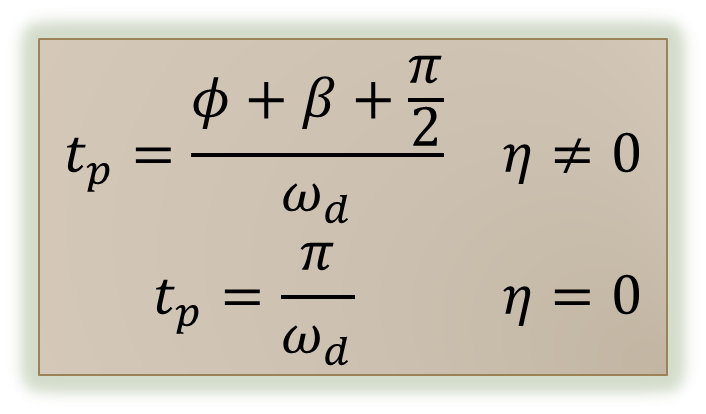 t_p = (ϕ + β + π/2)/ω_d    η ≠ 0
t_p = π/ω_d    η = 0